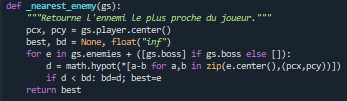 def _nearest_enemy(gs):
    """Retourne l'ennemi le plus proche du joueur."""
    pcx, pcy = gs.player.center()
    best, bd = None, float("inf")
    for e in gs.enemies + ([gs.boss] if gs.boss else []):
        d = math.hypot(*[a-b for a,b in zip(e.center(),(pcx,pcy))])
        if d < bd: bd=d; best=e
    return best